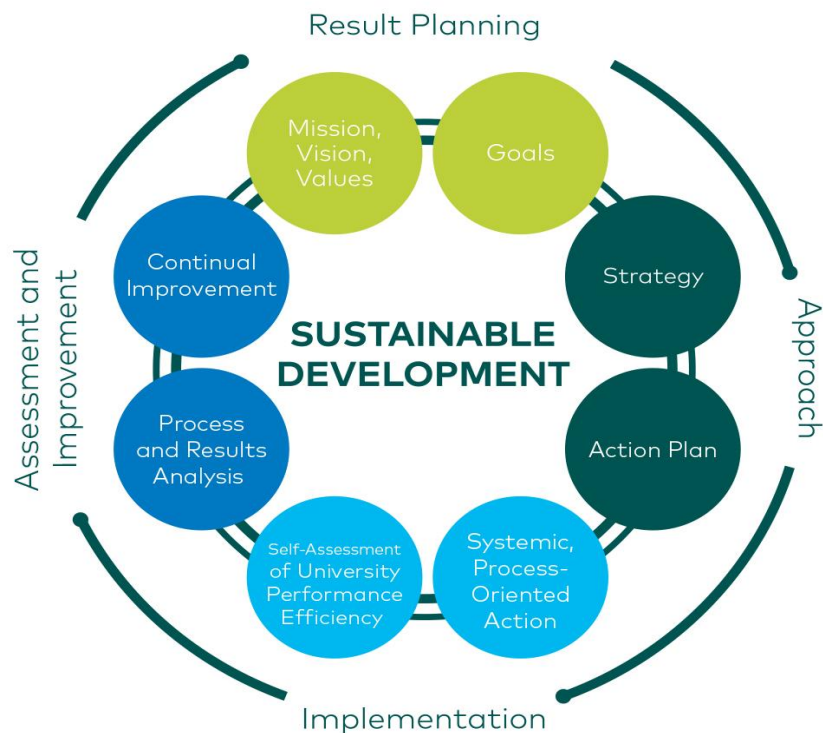 Result Planning
Mission,
Vision,
Values
Goals
Strategy
Approach
Action Plan
Systemic,
Process-
Oriented
Action
Implementation
Self-Assessment
of University
Performance
Efficiency
Process
and Results
Analysis
Continual
Improvement
Assessment and
Improvement
SUSTAINABLE
DEVELOPMENT